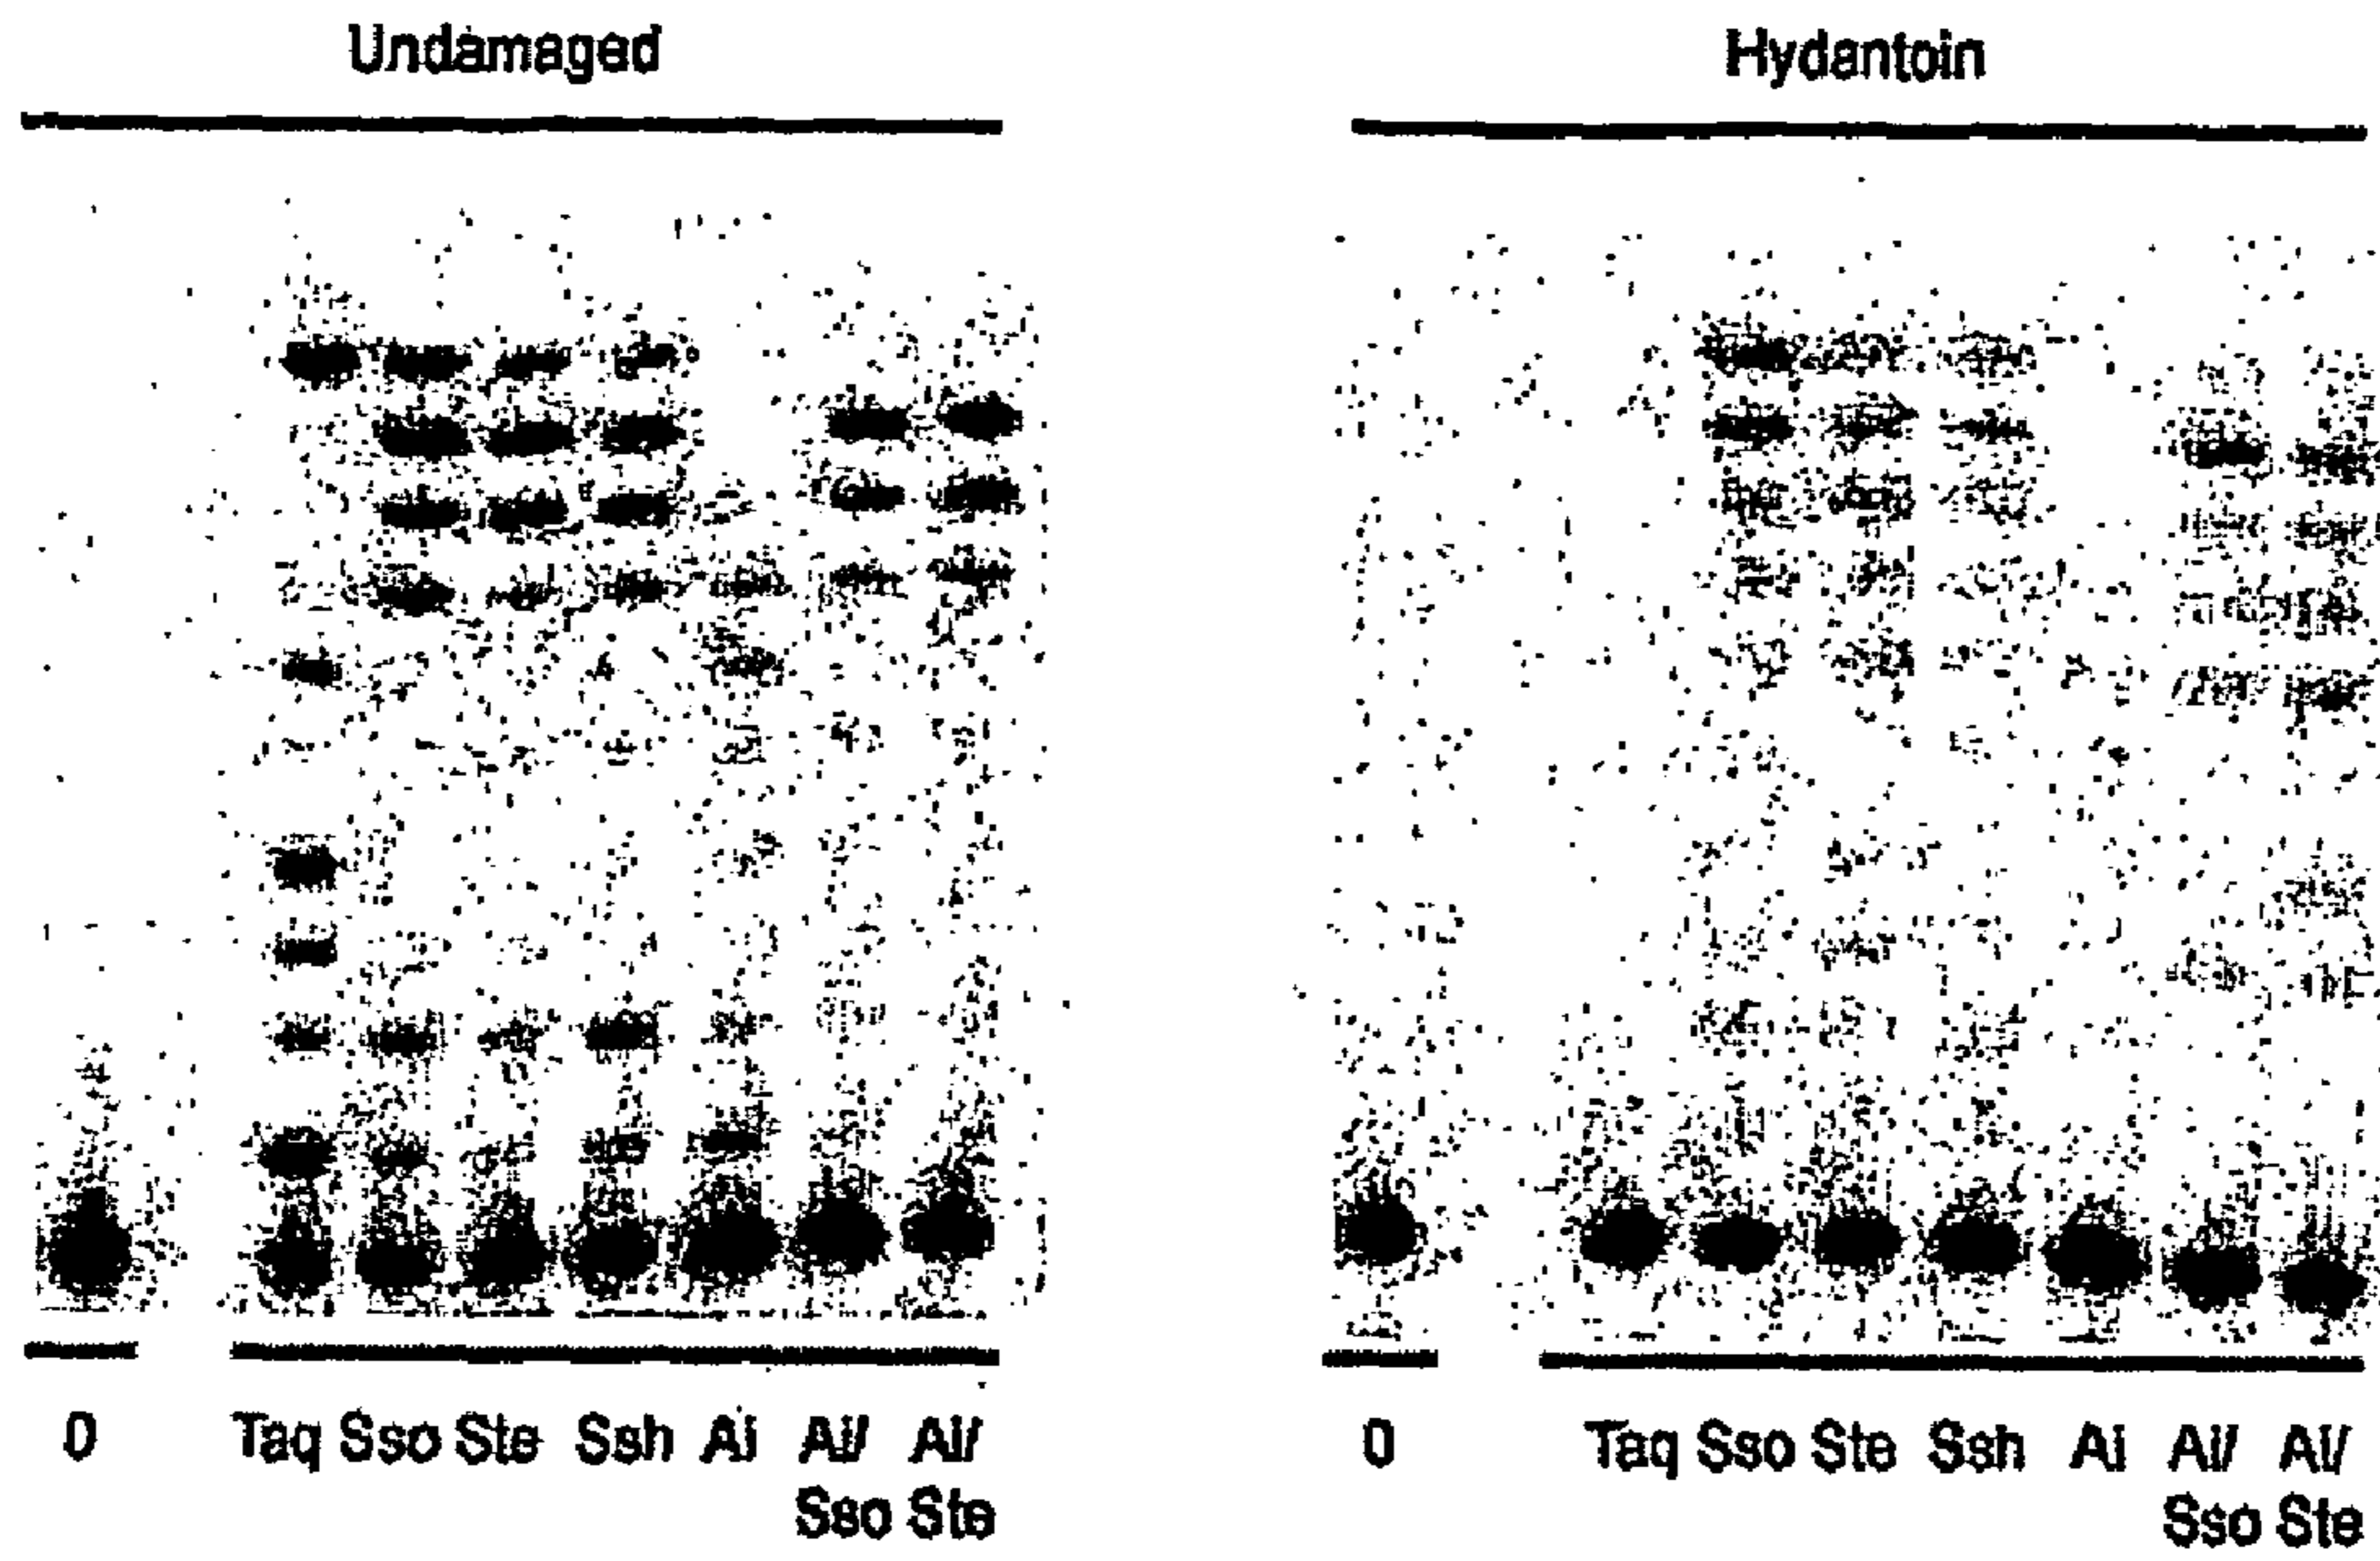 Undamaged
Hydantoin
0 Taq Sso Ste Ssh Ai Ai/ Ai/
Sso Ste
0 Taq Sso Ste Ssh Ai Ai/ Ai/
Sso Ste